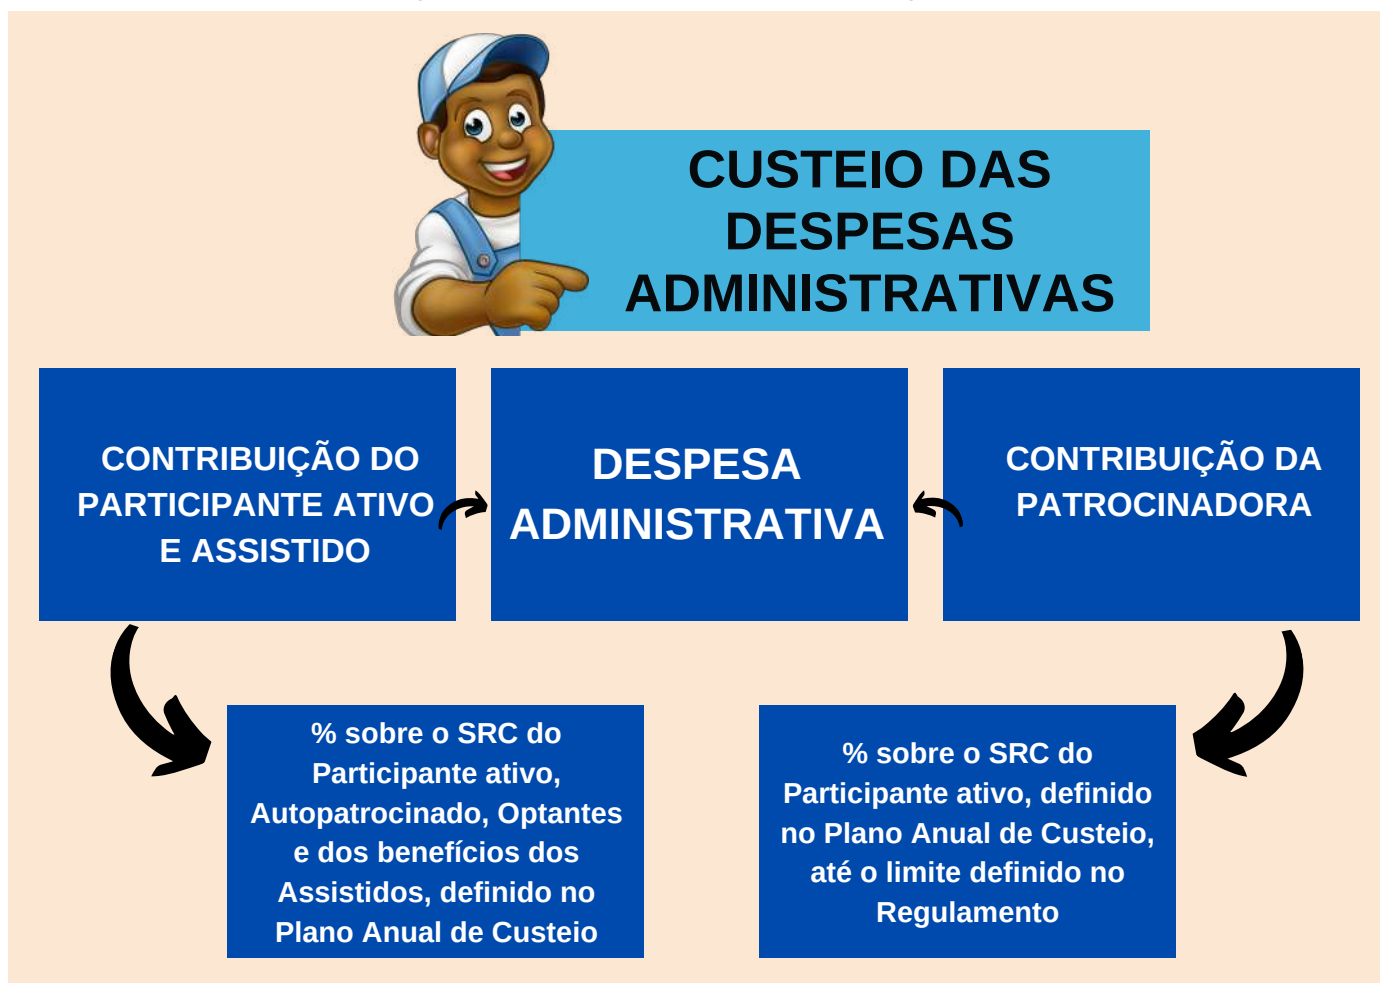 CUSTEIO DAS
DESPESAS
ADMINISTRATIVAS
CONTRIBUIÇÃO DO
PARTICIPANTE ATIVO
E ASSISTIDO
DESPESA
ADMINISTRATIVA
CONTRIBUIÇÃO DA
PATROCINADORA
% sobre o SRC do
Participante ativo,
Autopatrocinado, Optantes
e dos benefícios dos
Assistidos, definido no
Plano Anual de Custeio
% sobre o SRC do
Participante ativo, definido
no Plano Anual de Custeio,
até o limite definido no
Regulamento